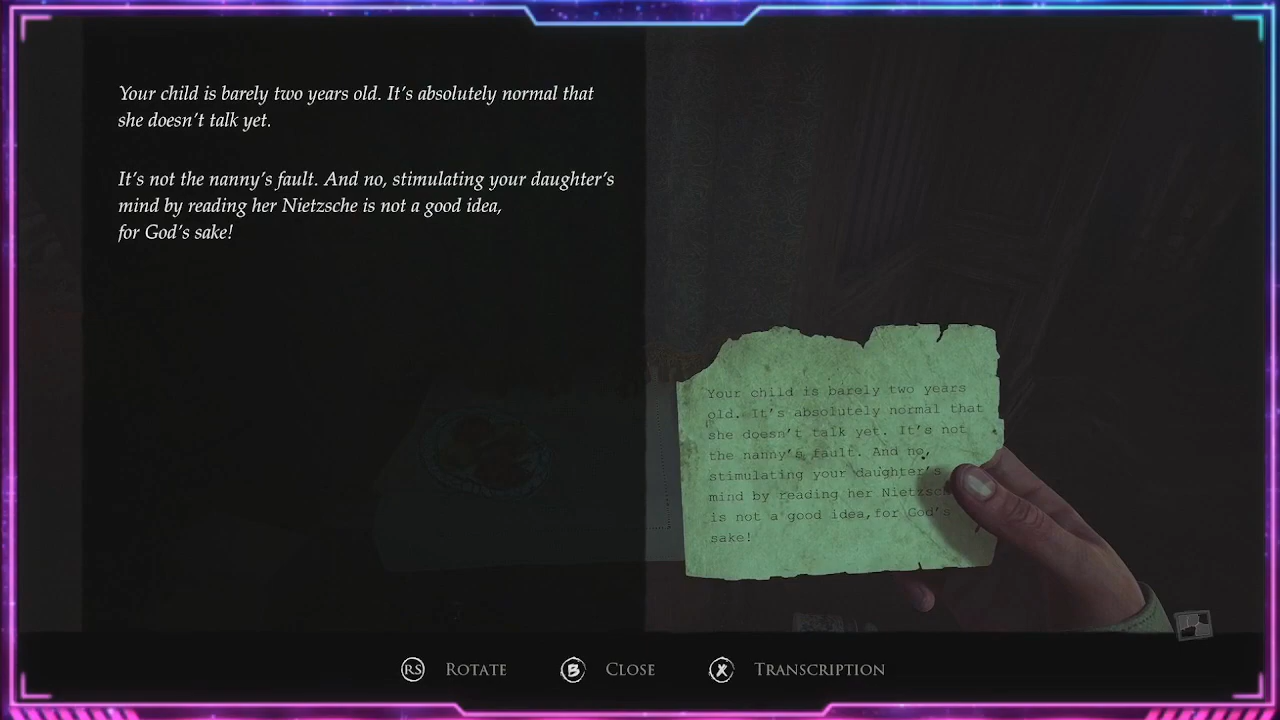 Your child is barely two years old. It's absolutely normal that
she doesn't talk yet.
It's not the nanny's fault. And no, stimulating your daughter's
mind by reading her Nietzsche is not a good idea,
for God's sake!
Your child is barely two years
old. It's absolutely normal that
she doesn't talk yet. It's not
the nanny's fault. And no,
stimulating your daughter's
mind by reading her Nietzsch
is not a good idea,for God's
sake!
RS ROTATE B CLOSE X TRANSCRIPTION